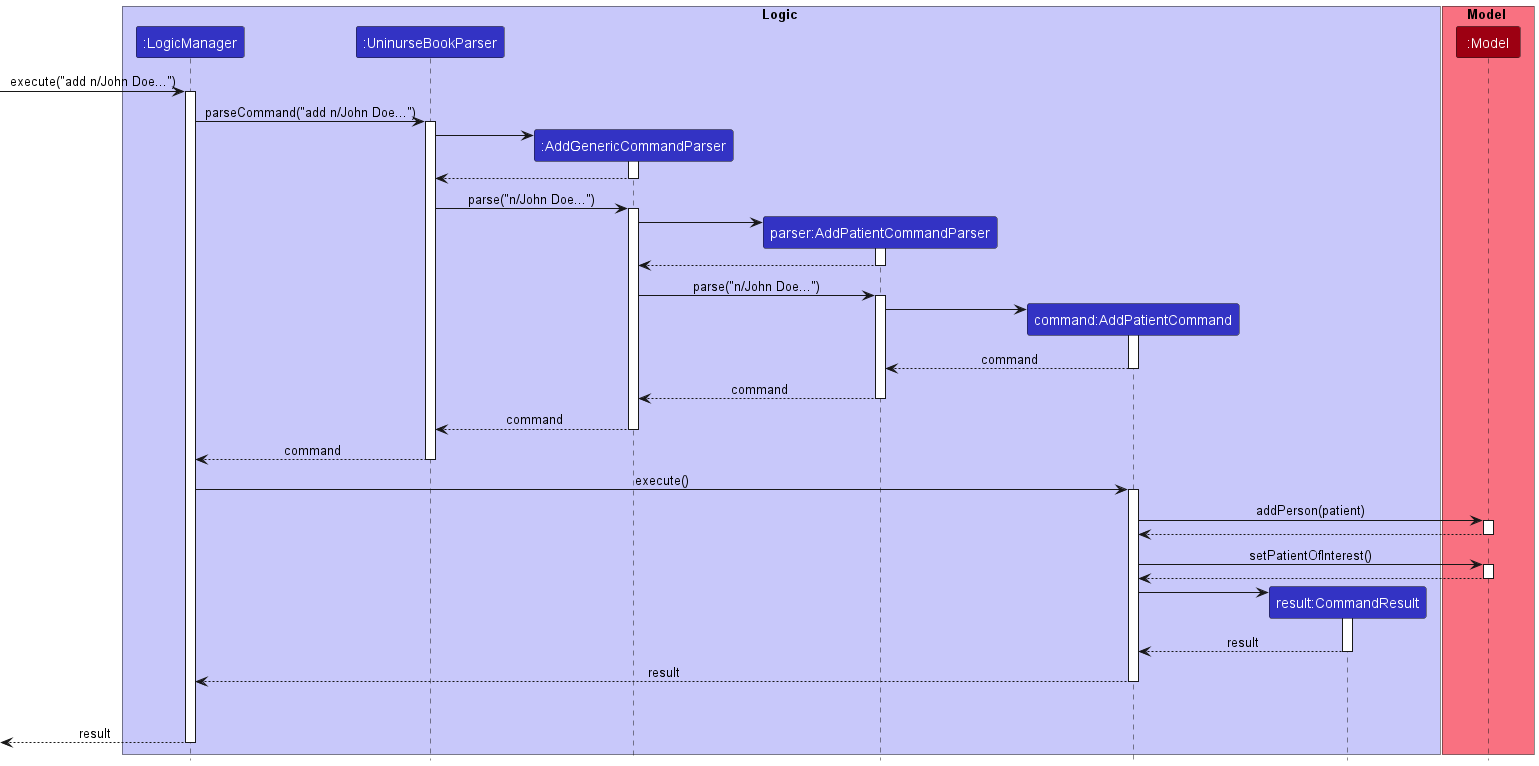 Logic
Model
:LogicManager
:UninurseBookParser
:Model
execute("add n/John Doe...")
parseCommand("add n/John Doe...")
:AddGenericCommandParser
parse("n/John Doe...")
parser:AddPatientCommandParser
parse("n/John Doe...")
command:AddPatientCommand
command
command
command
command
execute()
addPerson(patient)
setPatientOfInterest()
result:CommandResult
result
result
result